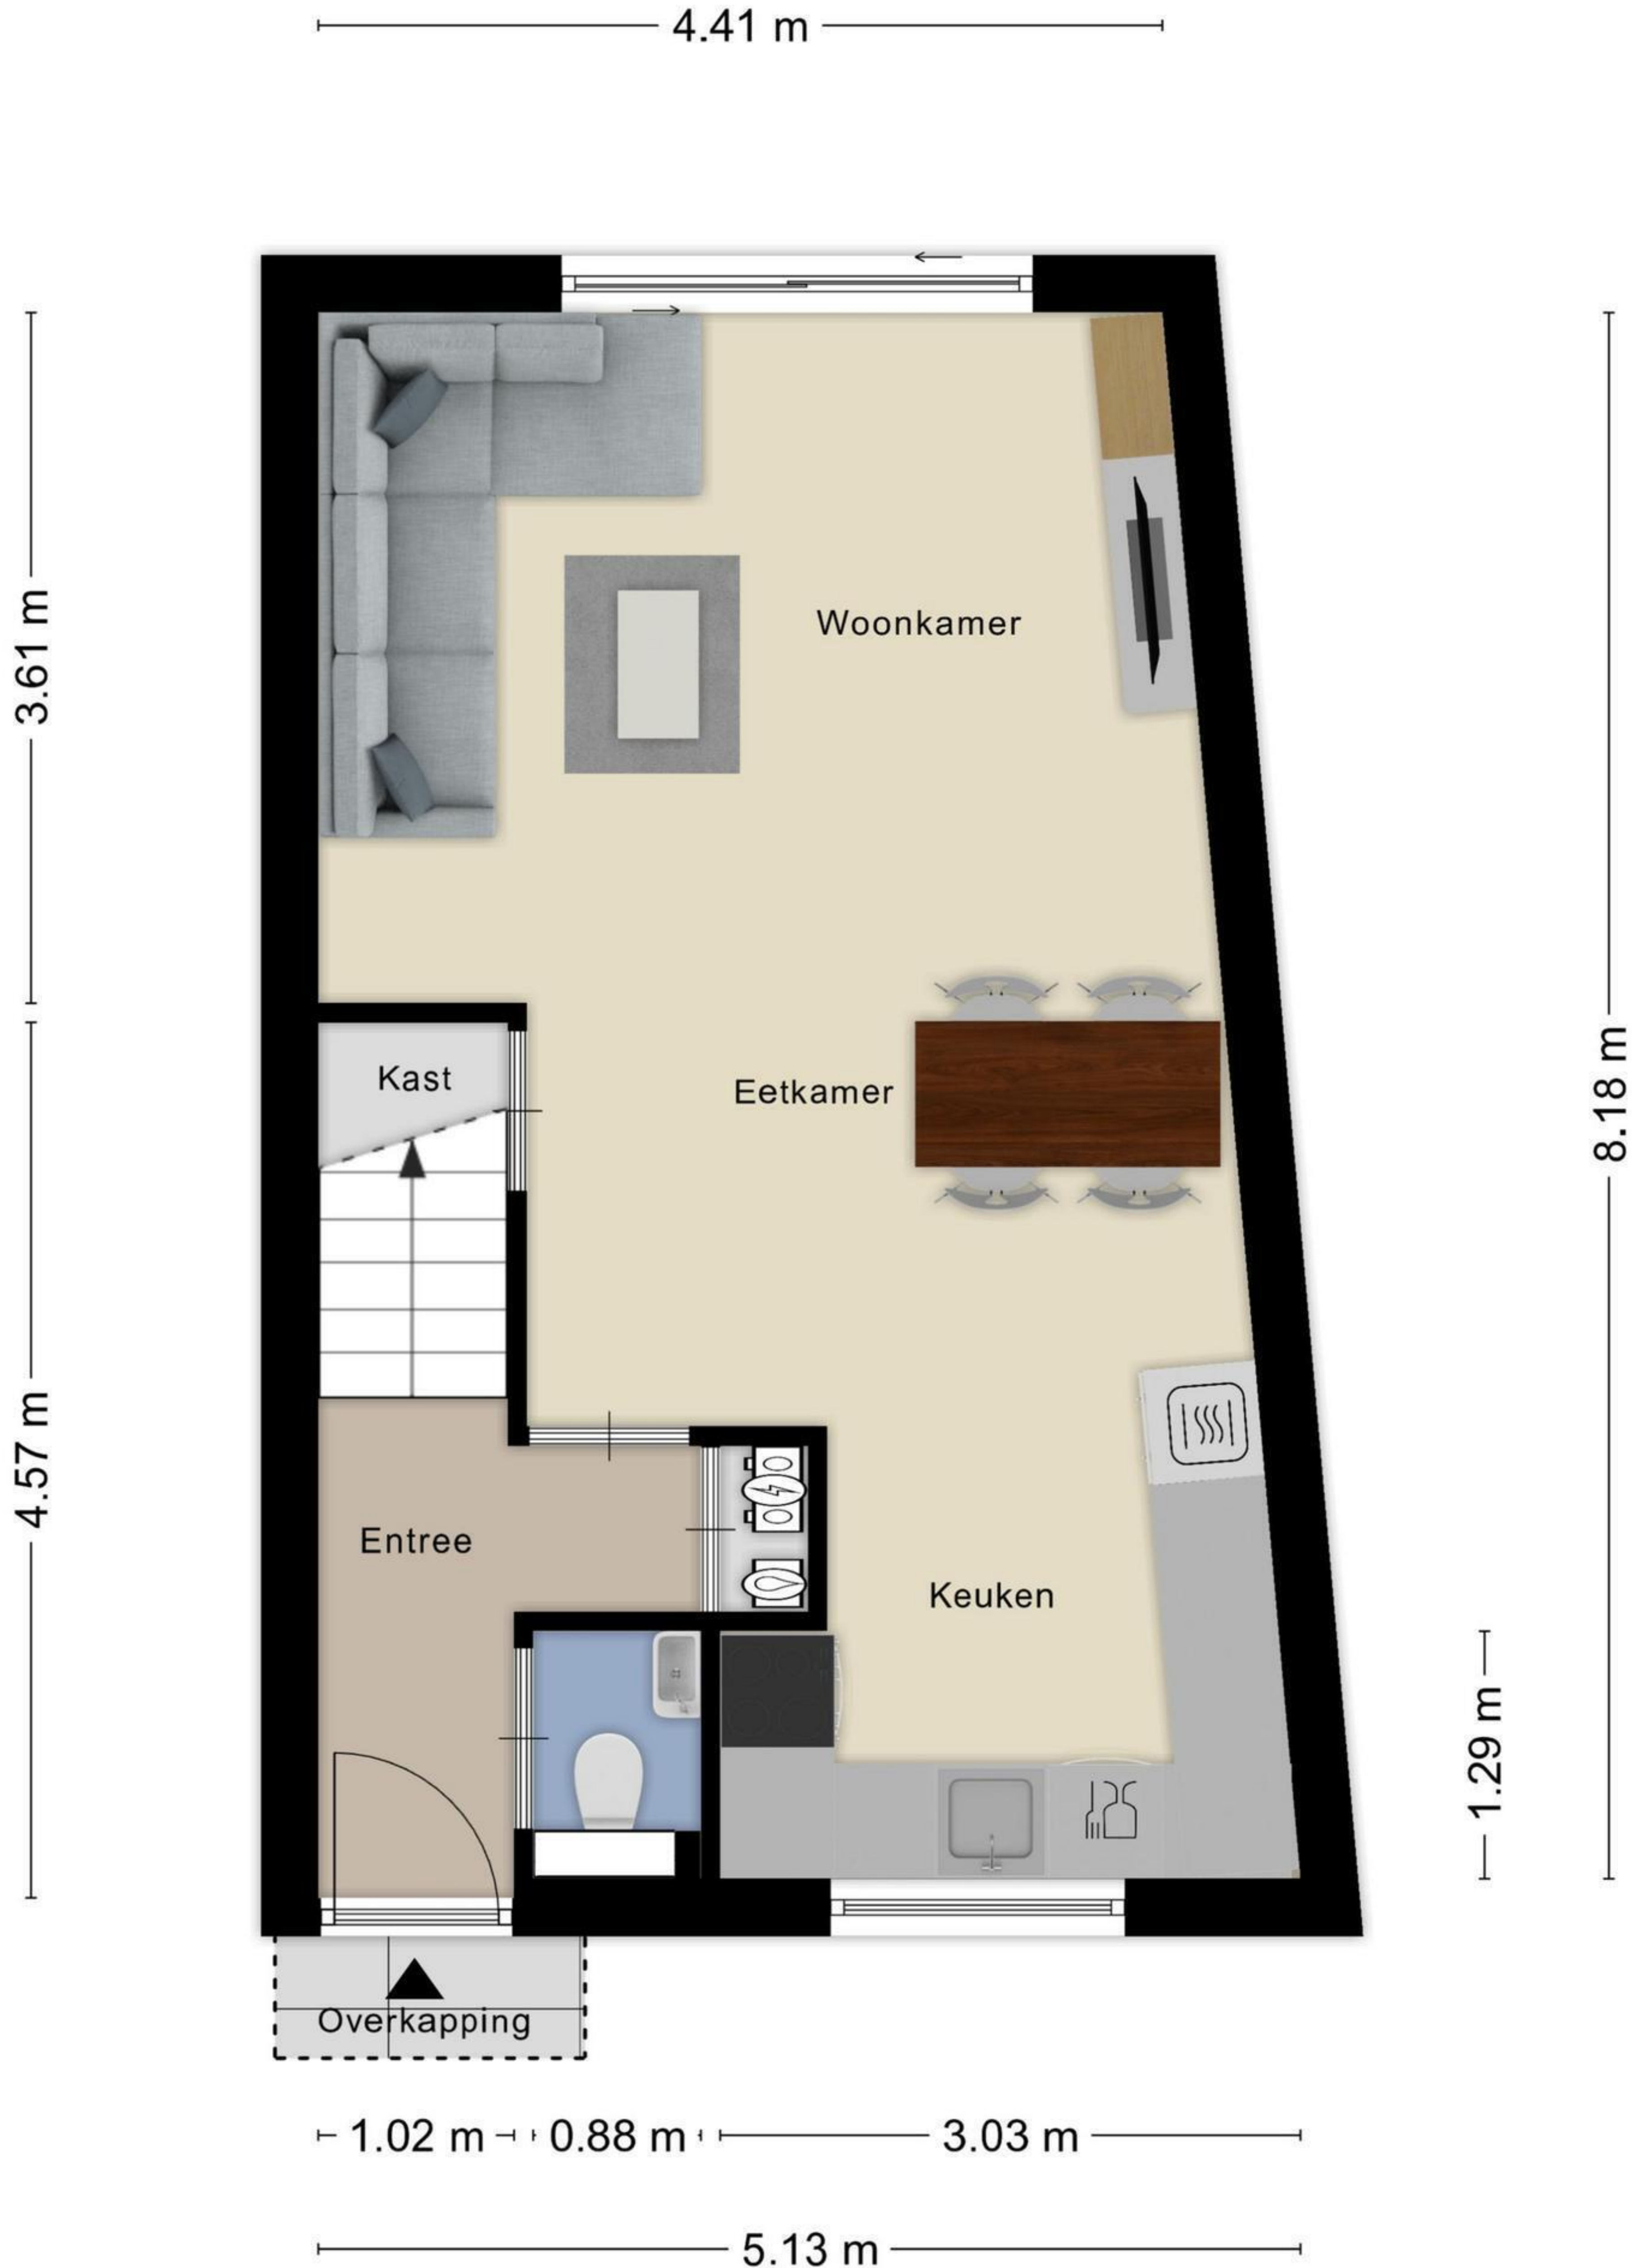 4.41 m
Woonkamer
3.61 m
Kast
Eetkamer
8.18 m
4.57 m
Entree
Keuken
1.29 m
Overkapping
1.02 m
0.88 m
3.03 m
5.13 m